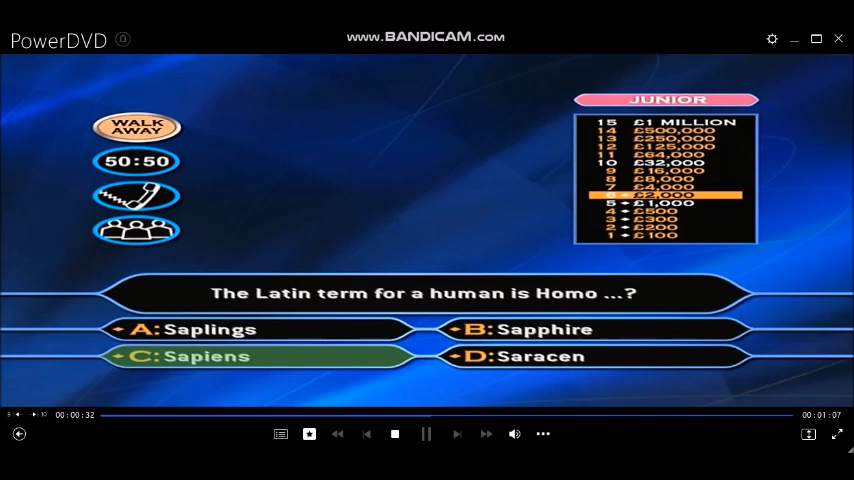 PowerDVD
www.BANDICAM.com
WALK
AWAY
50:50
JUNIOR
15 £1 MILLION
14 £500,000
13 £250,000
12 £125,000
11 £64,000
10 £32,000
9 £16,000
8 £8,000
7 £4,000
6 £2,000
5 £1,000
4 £500
3 £300
2 £200
1 £100
The Latin term for a human is Homo ...?
A: Saplings
B: Sapphire
C: Sapiens
D: Saracen
8
30
00:00:32
00:01:07